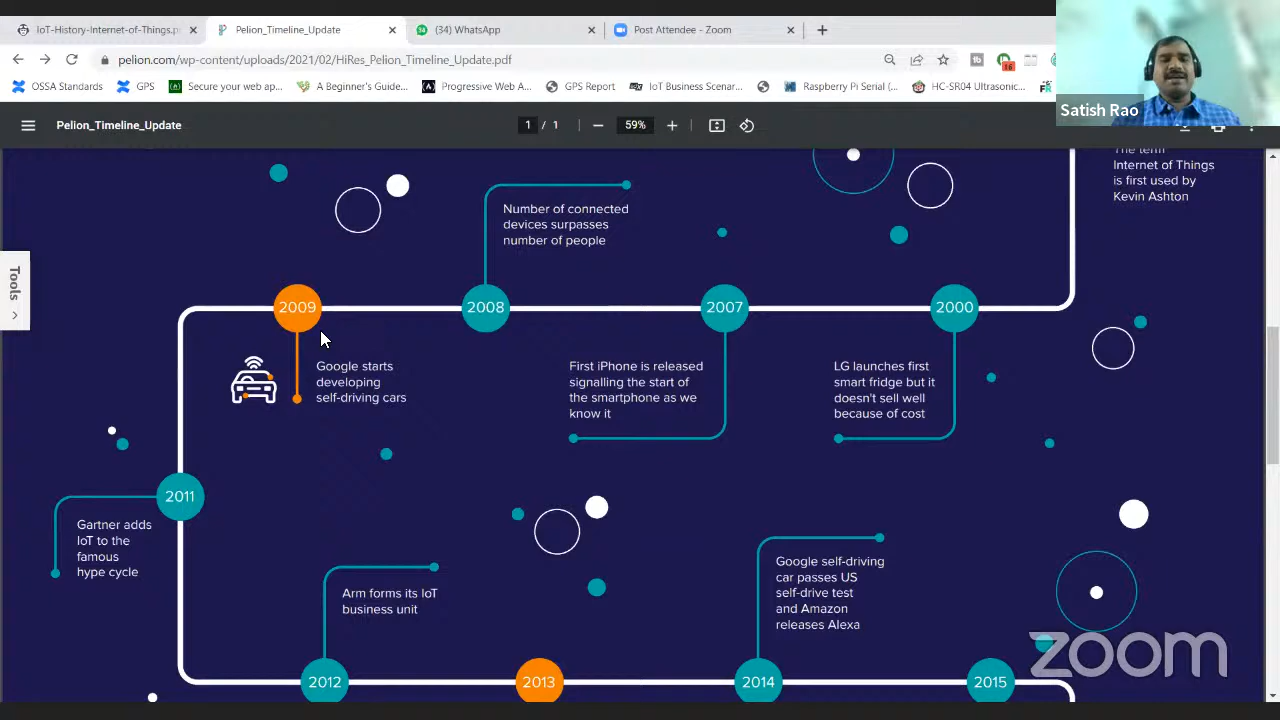 IoT-History-Internet-of-Things.p
Pelion_Timeline_Update
(34) WhatsApp
Post Attendee - Zoom
pelion.com/wp-content/uploads/2021/09/HiRes_Pelion_Timeline_Update.pdf
16
OSSA Standards
GPS
Secure your web ap...
A Beginner's Guide...
Progressive Web A...
GPS Report
IoT Business Scenar...
Raspberry Pi Serial (...
HC-SR04 Ultrasonic...
Satish Rao
Pelion_Timeline_Update
1 / 1
59%
Tools
The term
Internet of Things
is first used by
Kevin Ashton
Number of connected
devices surpasses
number of people
2009
2008
2007
2000
Google starts
developing
self-driving cars
First iPhone is released
signalling the start of
the smartphone as we
know it
LG launches first
smart fridge but it
doesn't sell well
because of cost
2011
Gartner adds
IoT to the
famous
hype cycle
Arm forms its IoT
business unit
Google self-driving
car passes US
self-drive test
and Amazon
releases Alexa
2012
2013
2014
2015
zoom